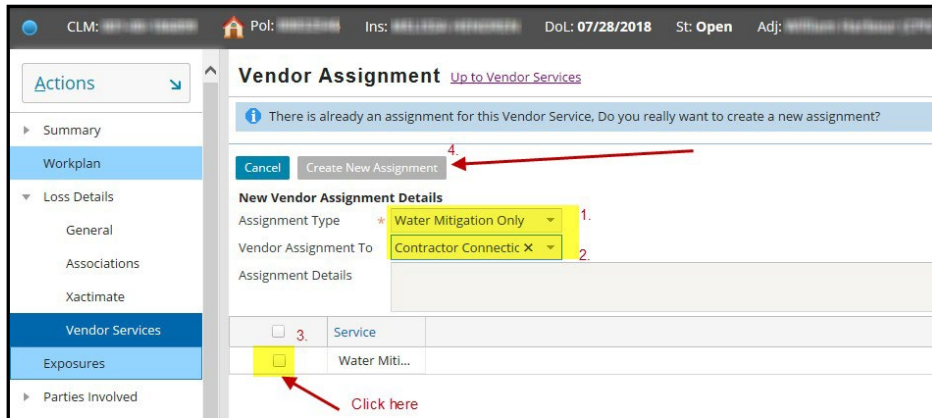 CLM: Pol: Ins: DoL: 07/28/2018 St: Open Adj:
Actions
Summary
Workplan
Loss Details
General
Associations
Xactimate
Vendor Services
Exposures
Parties Involved
Vendor Assignment Up to Vendor Services
There is already an assignment for this Vendor Service, Do you really want to create a new assignment?
4.
Cancel Create New Assignment
New Vendor Assignment Details
Assignment Type * Water Mitigation Only 1.
Vendor Assignment To Contractor Connectic 2.
Assignment Details
3. Service
Water Miti...
Click here